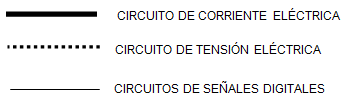 CIRCUITO DE CORRIENTE ELÉCTRICA
CIRCUITO DE TENSIÓN ELÉCTRICA
CIRCUITOS DE SEÑALES DIGITALES